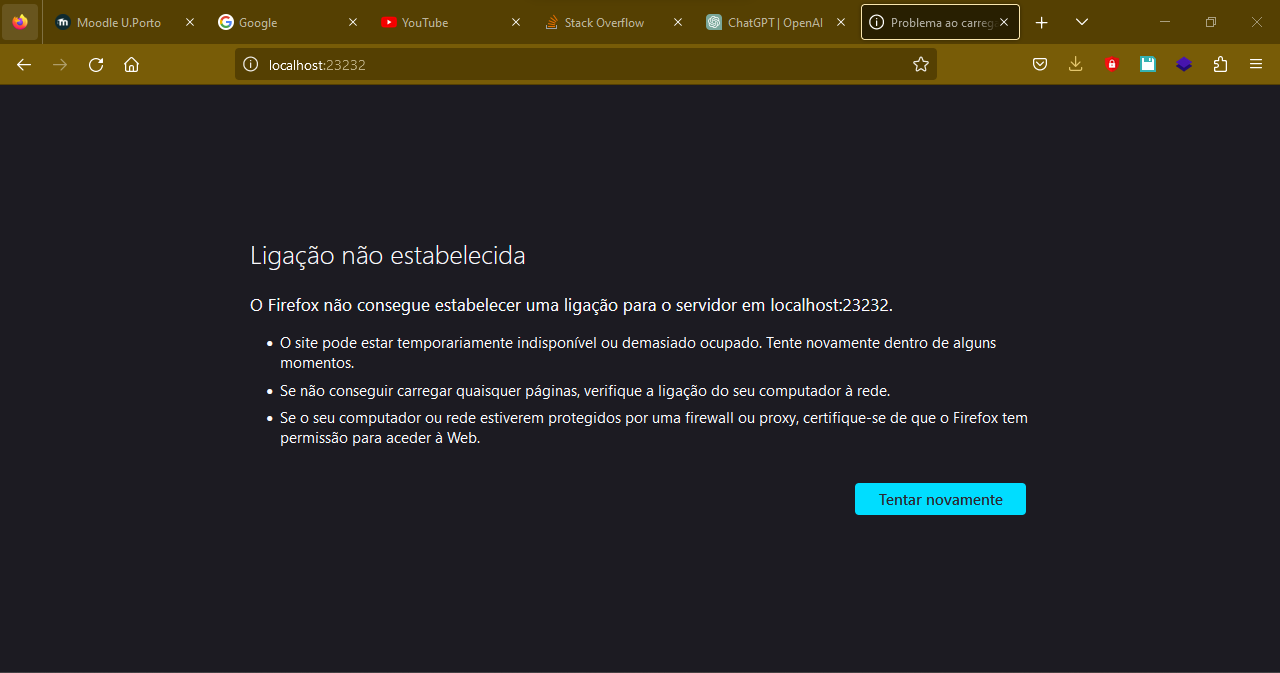 Moodle U.Porto
Google
YouTube
Stack Overflow
ChatGPT | OpenAI
Problema ao carreg
localhost:23232
Ligação não estabelecida
O Firefox não consegue estabelecer uma ligação para o servidor em localhost:23232.
O site pode estar temporariamente indisponível ou demasiado ocupado. Tente novamente dentro de alguns
momentos.
Se não conseguir carregar quaisquer páginas, verifique a ligação do seu computador à rede.
Se o seu computador ou rede estiverem protegidos por uma firewall ou proxy, certifique-se de que o Firefox tem
permissão para aceder à Web.
Tentar novamente